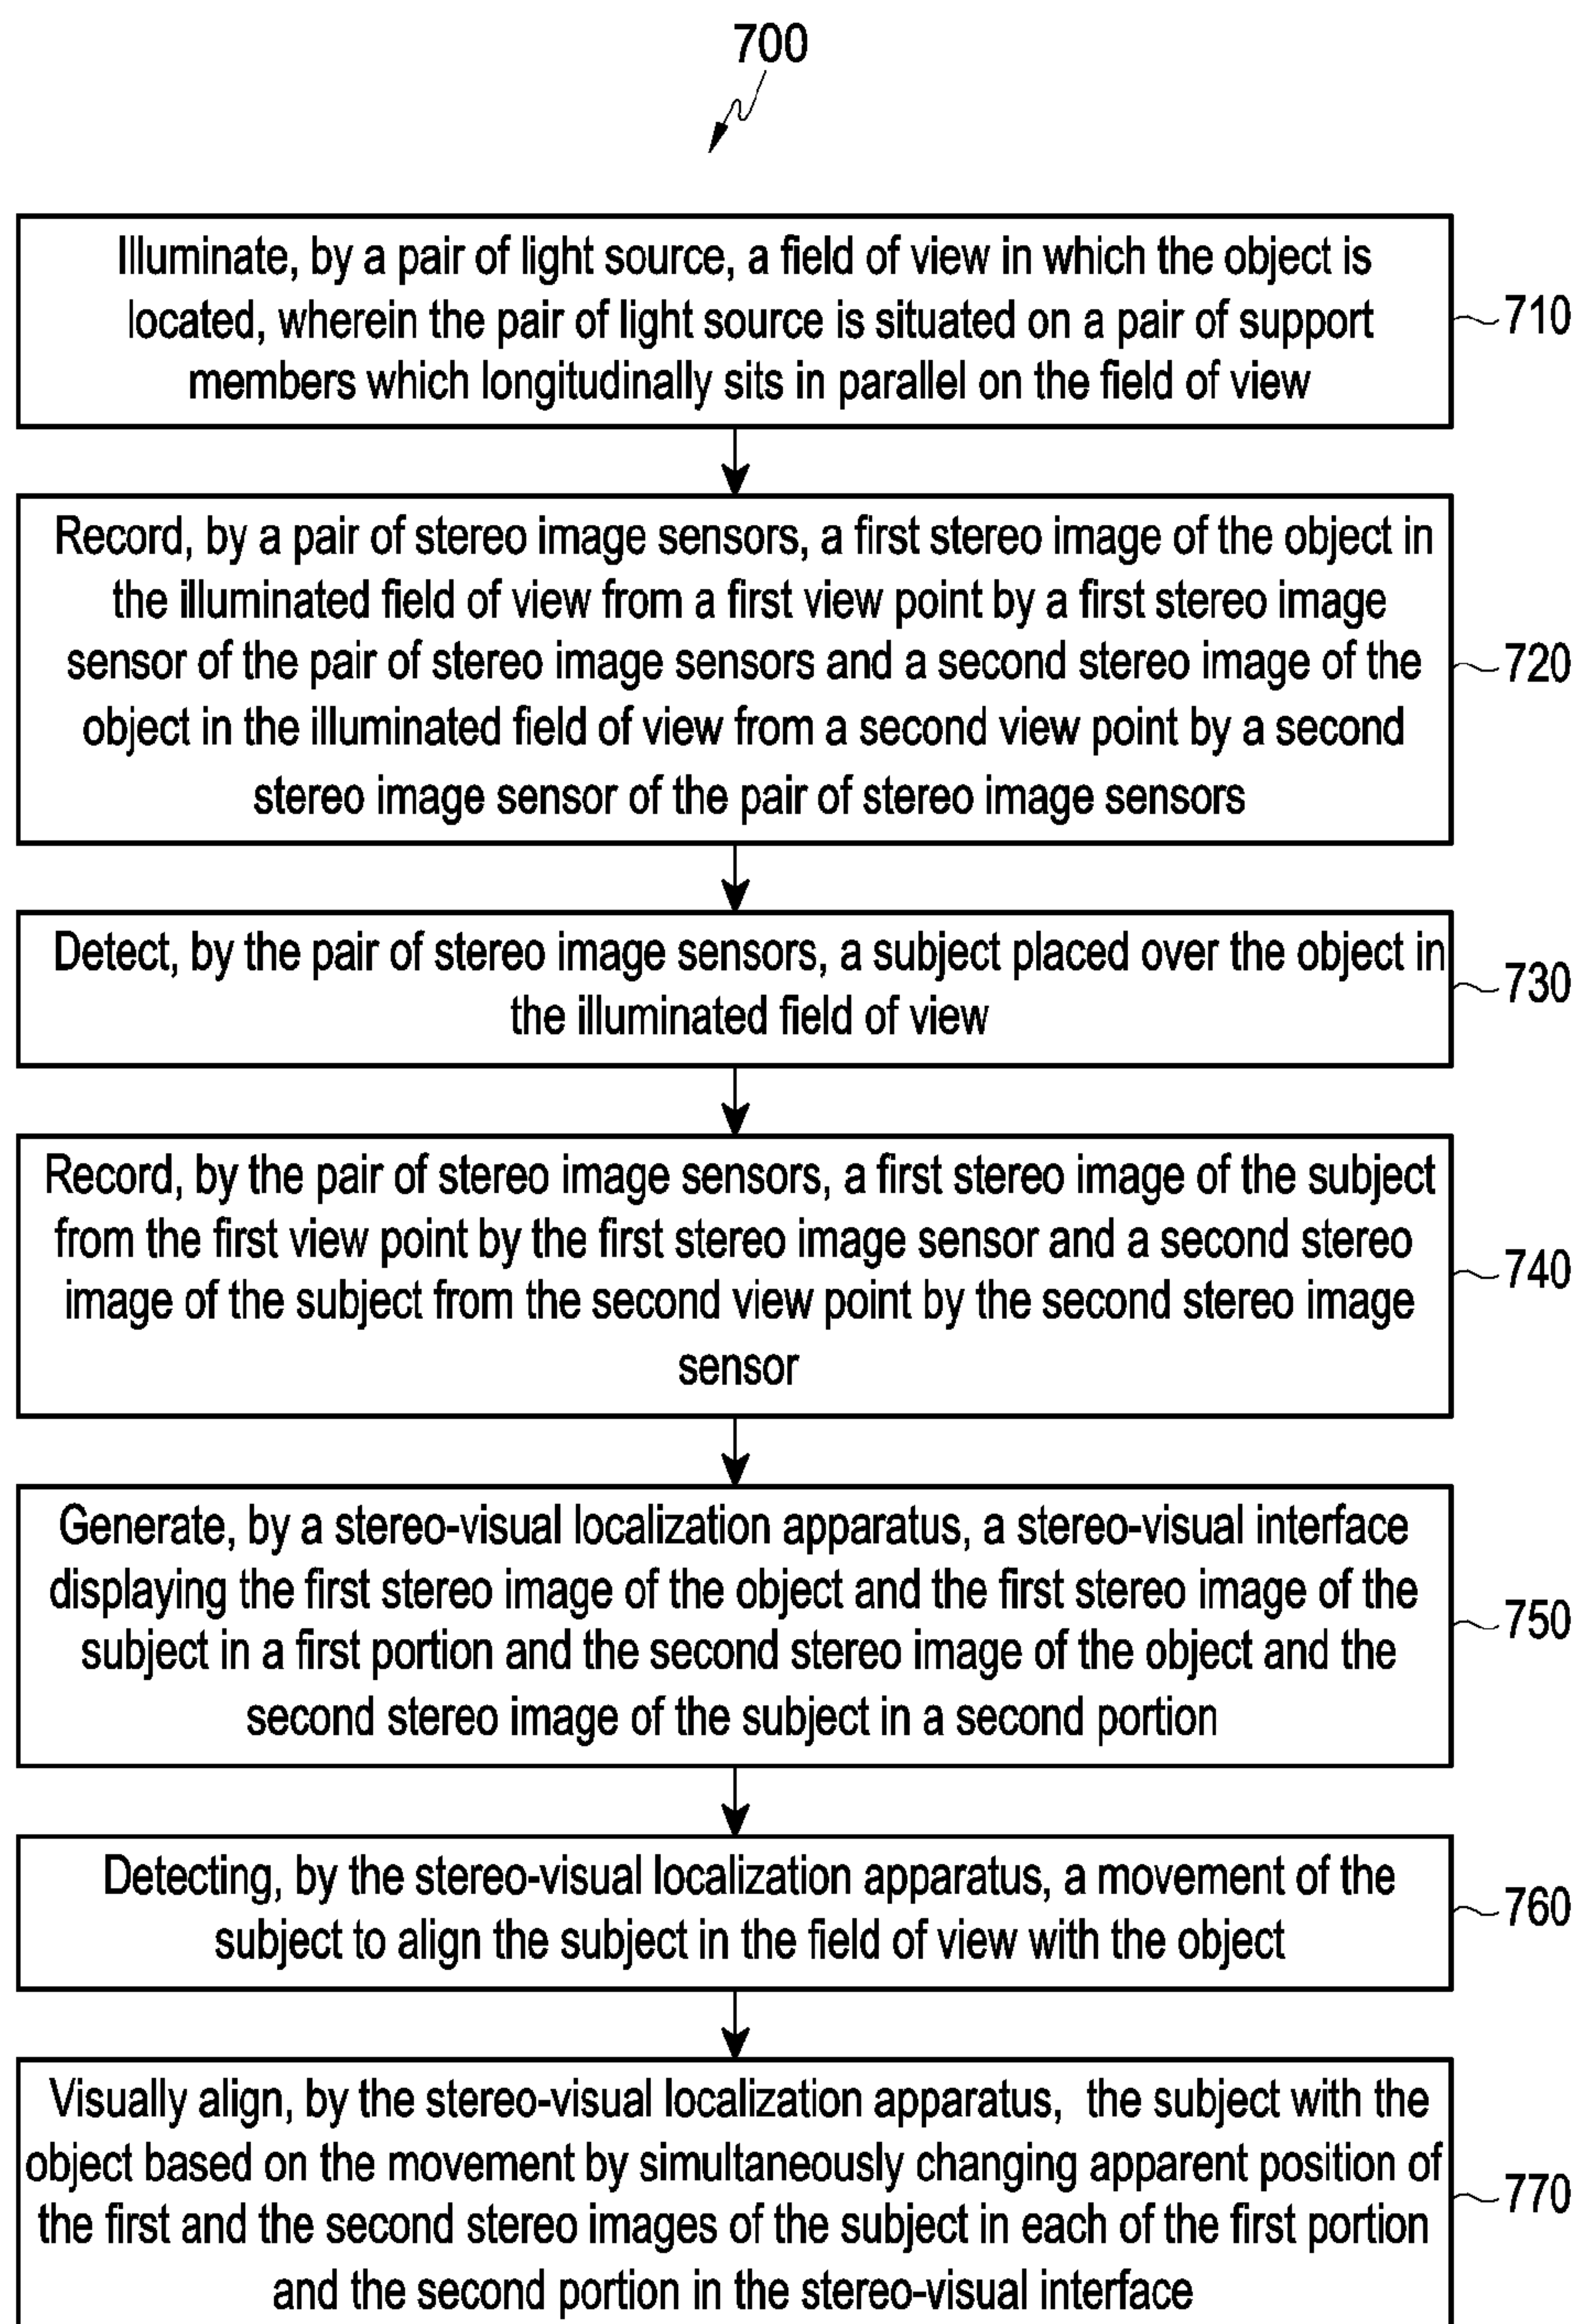 700
Illuminate, by a pair of light source, a field of view in which the object is
located, wherein the pair of light source is situated on a pair of support
members which longitudinally sits in parallel on the field of view
710
Record, by a pair of stereo image sensors, a first stereo image of the object in
the illuminated field of view from a first view point by a first stereo image
sensor of the pair of stereo image sensors and a second stereo image of the
object in the illuminated field of view from a second view point by a second
stereo image sensor of the pair of stereo image sensors
720
Detect, by the pair of stereo image sensors, a subject placed over the object in
the illuminated field of view
730
Record, by the pair of stereo image sensors, a first stereo image of the subject
from the first view point by the first stereo image sensor and a second stereo
image of the subject from the second view point by the second stereo image
sensor
740
Generate, by a stereo-visual localization apparatus, a stereo-visual interface
displaying the first stereo image of the object and the first stereo image of the
subject in a first portion and the second stereo image of the object and the
second stereo image of the subject in a second portion
750
Detecting, by the stereo-visual localization apparatus, a movement of the
subject to align the subject in the field of view with the object
760
Visually align, by the stereo-visual localization apparatus, the subject with the
object based on the movement by simultaneously changing apparent position of
the first and the second stereo images of the subject in each of the first portion
and the second portion in the stereo-visual interface
770